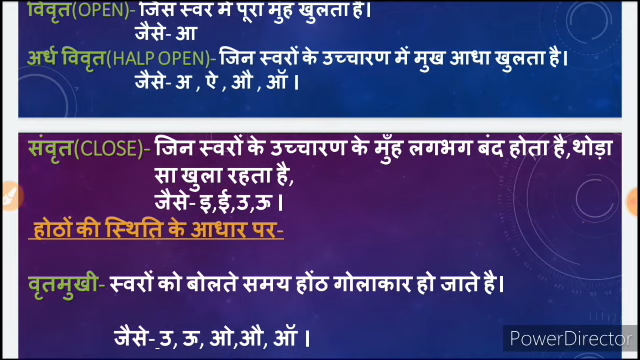 विवृत(OPEN)- जिस स्वर में पूरा मुंह खुलता है।
जैसे- आ
अर्ध विवृत(HALP OPEN)- जिन स्वरों के उच्चारण में मुख आधा खुलता है।
जैसे- अ , ऐ , औ , ऑ ।
संवृत(CLOSE)- जिन स्वरों के उच्चारण के मुँह लगभग बंद होता है,थोड़ा
सा खुला रहता है,
जैसे- इ,ई,उ,ऊ ।
होठों की स्थिति के आधार पर-
वृतमुखी- स्वरों को बोलते समय होंठ गोलाकार हो जाते है।
जैसे- उ, ऊ, ओ,औ, ऑ ।
PowerDirector